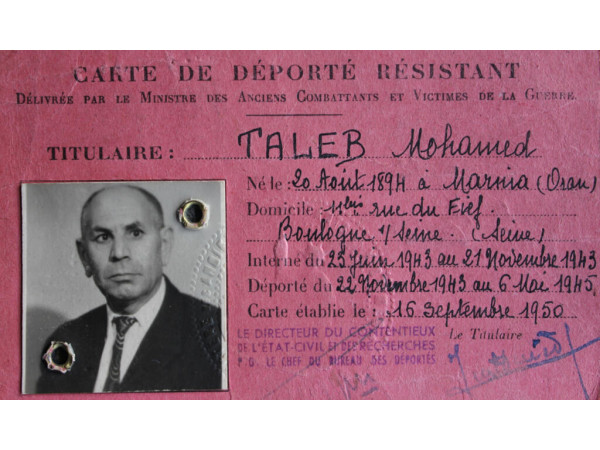 CARTE DE DÉPORTÉ RÉSISTANT
DÉLIVRÉE PAR LE MINISTRE DES ANCIENS COMBATTANTS ET VICTIMES DE LA GUERRE
TITULAIRE : TALEB Mohamed
Né le : 20 Août 1894 à Marnia (Oran)
Domicile : 11bis rue du Fief
Boulogne s/Seine (Seine)
Interné du 23 Juin 1943 au 21 Novembre 1943
Déporté du 22 Novembre 1943 au 6 Mai 1945
Carte établie le : 16 Septembre 1950
LE DIRECTEUR DU CONTENTIEUX
DE L'ÉTAT-CIVIL ET DES RECHERCHES
P.O. LE CHEF DU BUREAU DES DÉPORTÉS
Le Titulaire